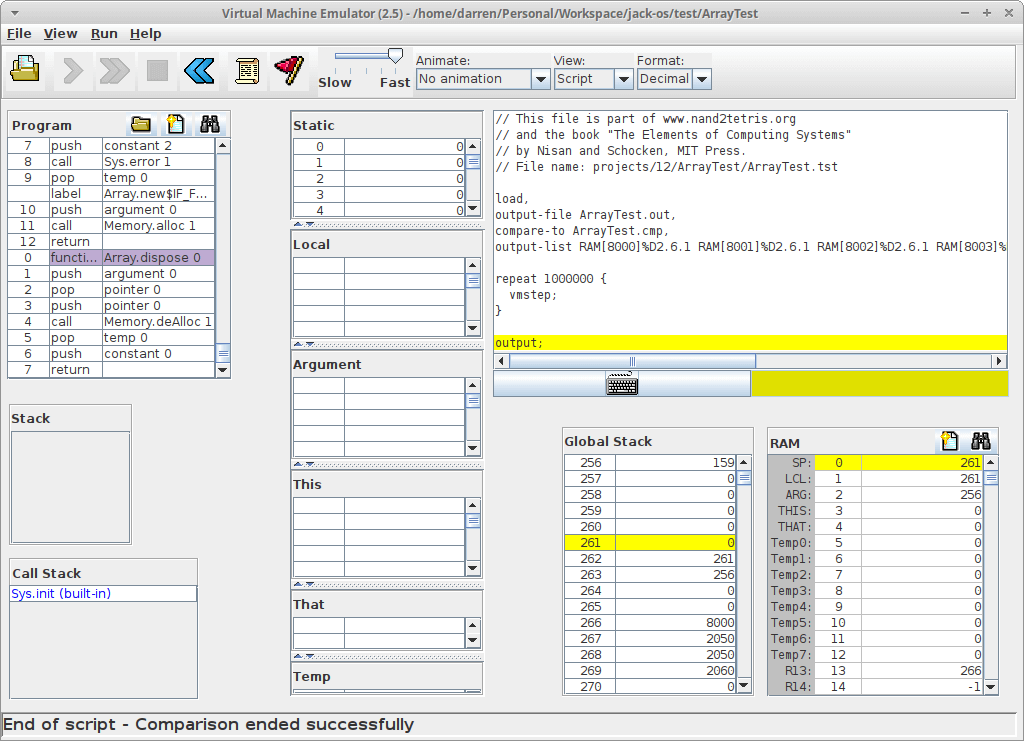 Virtual Machine Emulator (2.5) - /home/darren/Personal/Workspace/jack-os/test/ArrayTest
File View Run Help
Slow Fast
Animate: View: Format:
No animation Script Decimal
Program
7 push constant 2
8 call Sys.error 1
9 pop temp 0
label Array.new$IF_F...
10 push argument 0
11 call Memory.alloc 1
12 return
0 functi... Array.dispose 0
1 push argument 0
2 pop pointer 0
3 push pointer 0
4 call Memory.deAlloc 1
5 pop temp 0
6 push constant 0
7 return
Stack
Call Stack
Sys.init (built-in)
Static
0 0
1 0
2 0
3 0
4 0
Local
Argument
This
That
Temp
// This file is part of www.nand2tetris.org
// and the book "The Elements of Computing Systems"
// by Nisan and Schocken, MIT Press.
// File name: projects/12/ArrayTest/ArrayTest.tst
load,
output-file ArrayTest.out,
compare-to ArrayTest.cmp,
output-list RAM[8000]%D2.6.1 RAM[8001]%D2.6.1 RAM[8002]%D2.6.1 RAM[8003]%
repeat 1000000 {
vmstep;
}
output;
Global Stack
256 159
257 0
258 0
259 0
260 0
261 0
262 261
263 256
264 0
265 0
266 8000
267 2050
268 2050
269 2060
270 0
RAM
SP: 0 261
LCL: 1 261
ARG: 2 256
THIS: 3 0
THAT: 4 0
Temp0: 5 0
Temp1: 6 0
Temp2: 7 0
Temp3: 8 0
Temp4: 9 0
Temp5: 10 0
Temp6: 11 0
Temp7: 12 0
R13: 13 266
R14: 14 -1
End of script - Comparison ended successfully